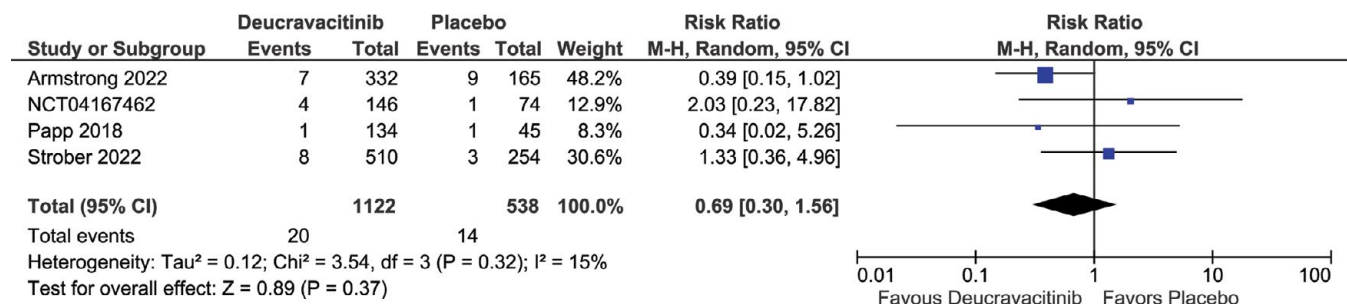 Deucravacitinib Placebo Risk Ratio Risk Ratio
Study or Subgroup Events Total Events Total Weight M-H, Random, 95% CI M-H, Random, 95% CI
Armstrong 2022 7 332 9 165 48.2% 0.39 [0.15, 1.02]
NCT04167462 4 146 1 74 12.9% 2.03 [0.23, 17.82]
Papp 2018 1 134 1 45 8.3% 0.34 [0.02, 5.26]
Strober 2022 8 510 3 254 30.6% 1.33 [0.36, 4.96]
Total (95% CI) 1122 538 100.0% 0.69 [0.30, 1.56]
Total events 20 14
Heterogeneity: Tau² = 0.12; Chi² = 3.54, df = 3 (P = 0.32); I² = 15%
Test for overall effect: Z = 0.89 (P = 0.37)
0.01 0.1 1 10 100
Favous Deucravacitinib Favors Placebo